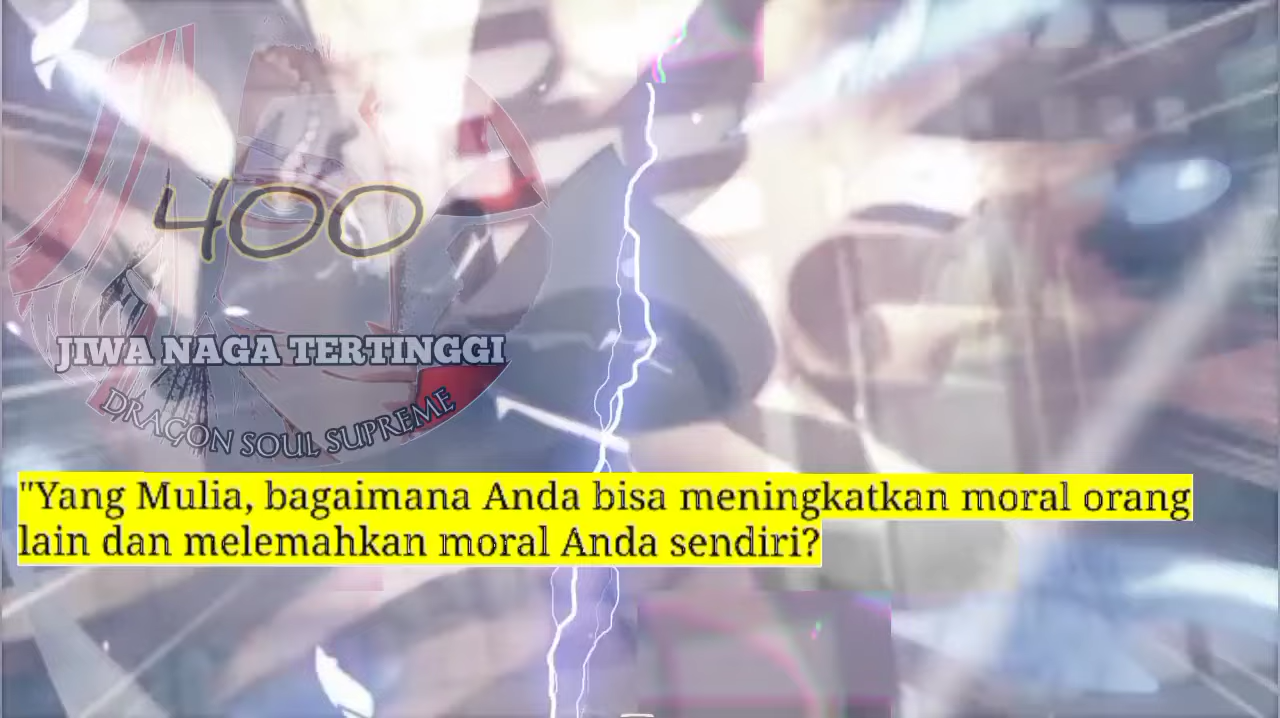 400
JIWA NAGA TERTINGGI
DRAGON SOUL SUPREME
"Yang Mulia, bagaimana Anda bisa meningkatkan moral orang
lain dan melemahkan moral Anda sendiri?